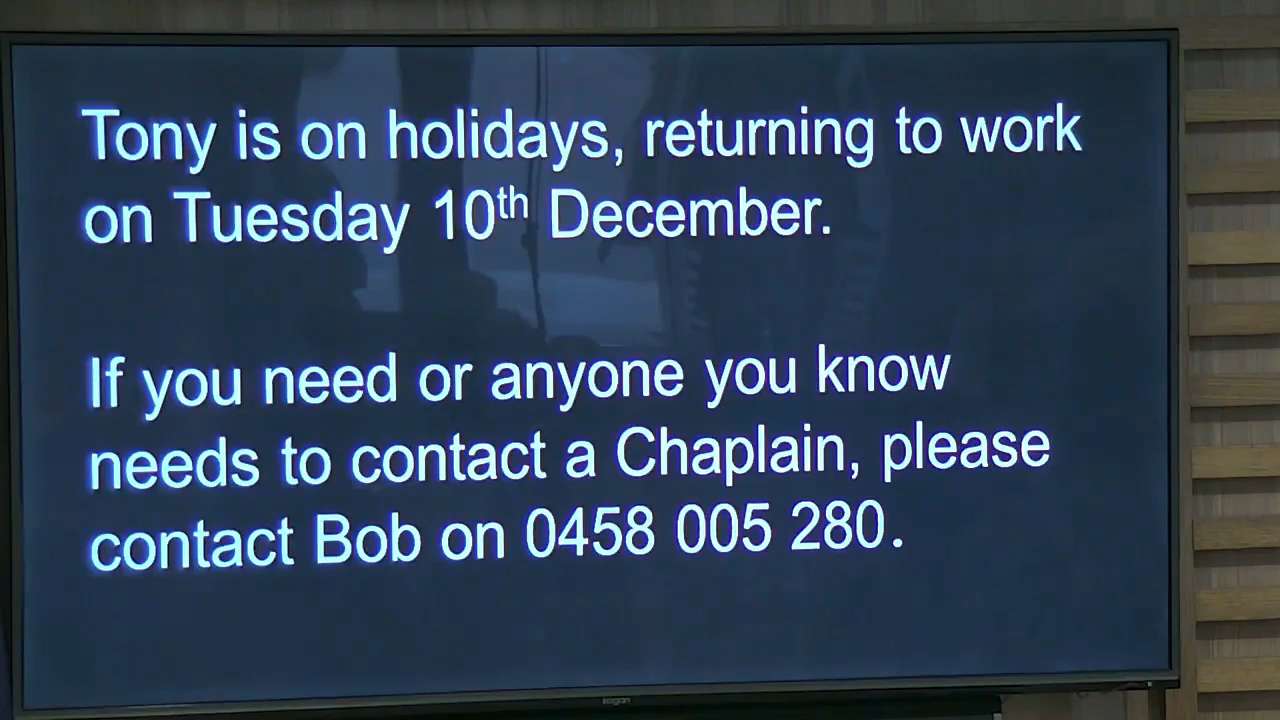 Tony is on holidays, returning to work
on Tuesday 10th December.
If you need or anyone you know
needs to contact a Chaplain, please
contact Bob on 0458 005 280.